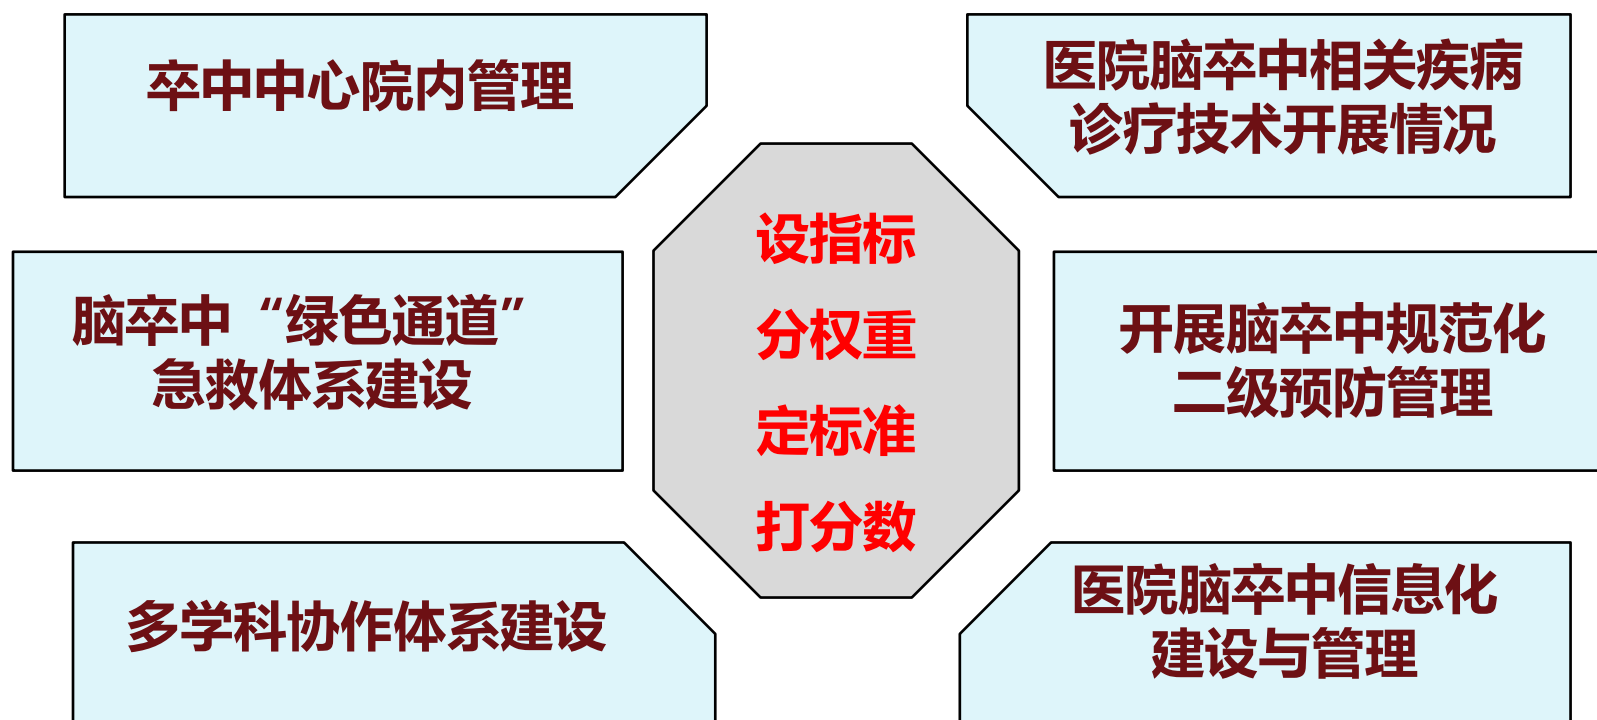 卒中中心院内管理
医院脑卒中相关疾病
诊疗技术开展情况
脑卒中“绿色通道”
急救体系建设
设指标
分权重
定标准
打分数
开展脑卒中规范化
二级预防管理
多学科协作体系建设
医院脑卒中信息化
建设与管理